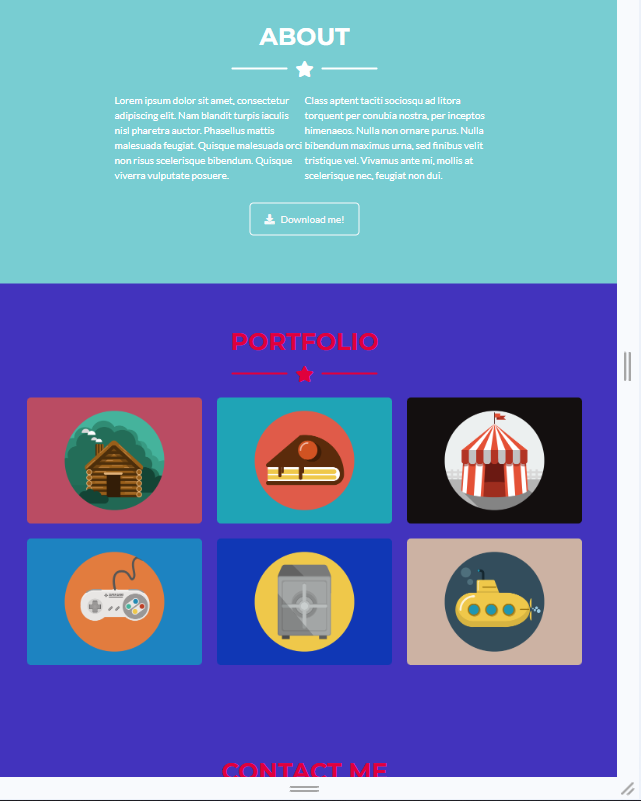 ABOUT
Lorem ipsum dolor sit amet, consectetur
adipiscing elit. Nam blandit turpis iaculis
nisl pharetra auctor. Phasellus mattis
malesuada feugiat. Quisque malesuada orci
non risus scelerisque bibendum. Quisque
viverra vulputate posuere.
Class aptent taciti sociosqu ad litora
torquent per conubia nostra, per inceptos
himenaeos. Nulla non ornare purus. Nulla
bibendum maximus urna, sed finibus velit
tristique vel. Vivamus ante mi, mollis at
scelerisque nec, feugiat non dui.
Download me!
PORTFOLIO
CONTACT ME